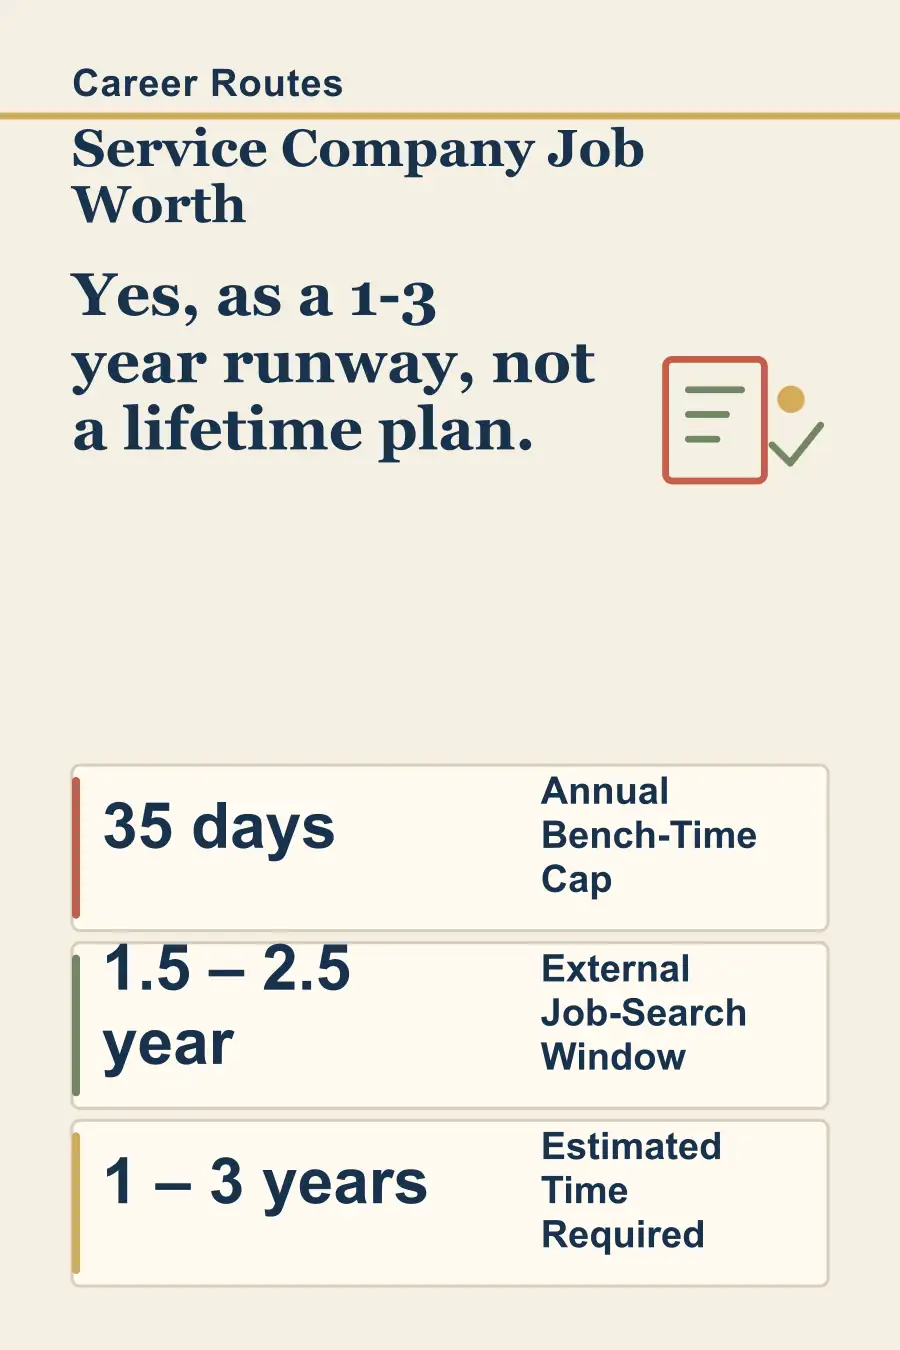 Career Routes
Service Company Job
Worth
Yes, as a 1-3
year runway, not
a lifetime plan.
35 days
Annual
Bench-Time
Cap
1.5 – 2.5
year
External
Job-Search
Window
1 – 3 years
Estimated
Time
Required